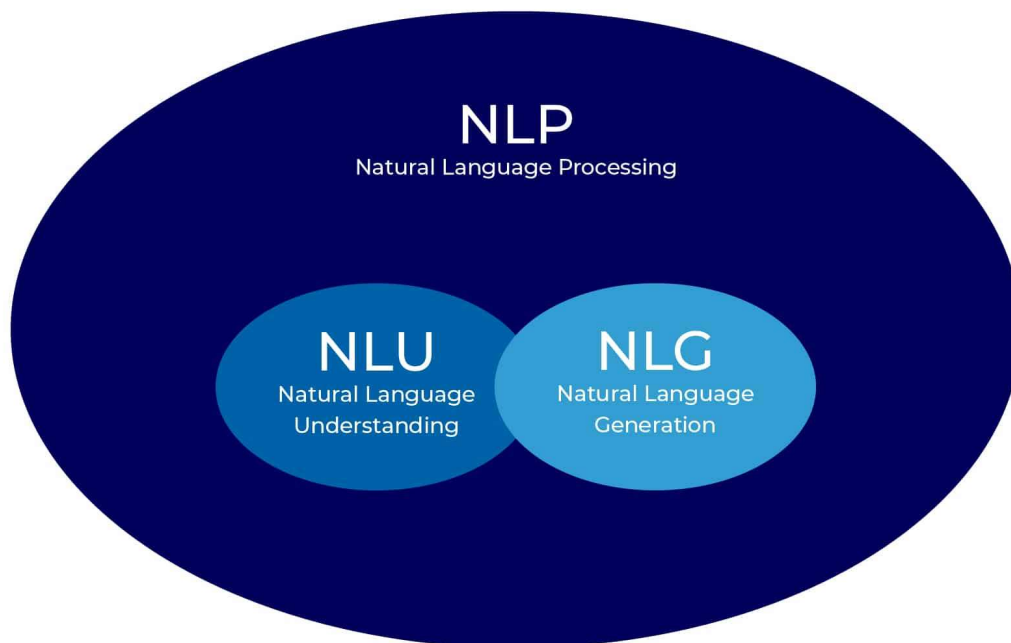 NLP
Natural Language Processing
NLU
Natural Language
Understanding
NLG
Natural Language
Generation